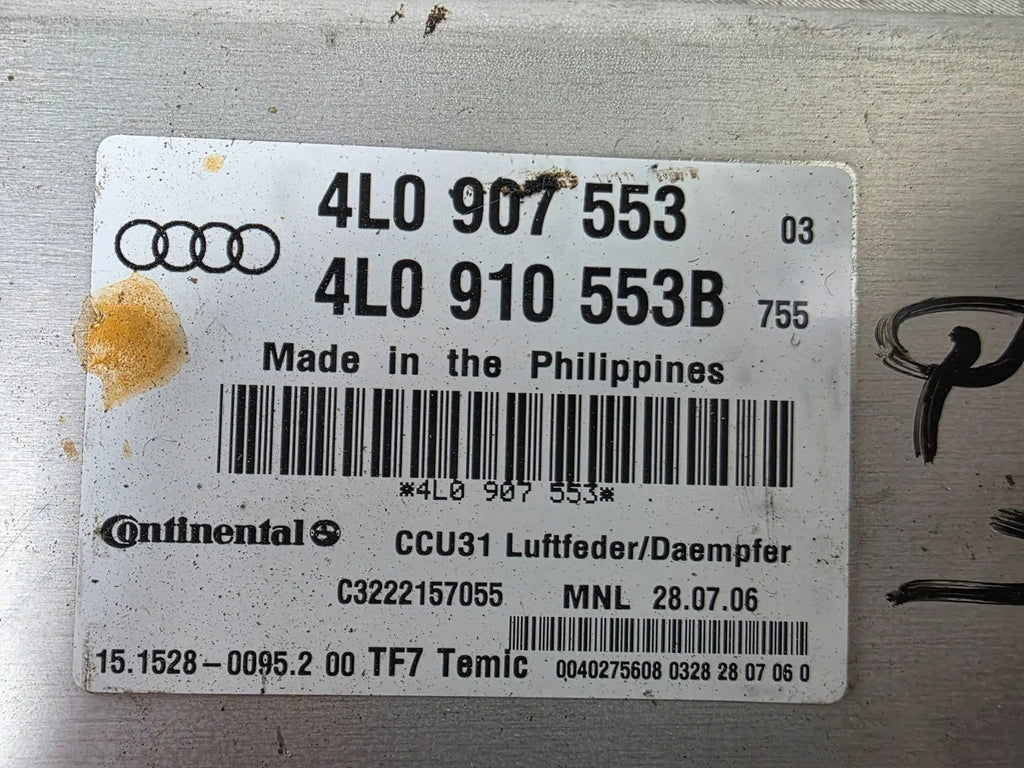 4L0 907 553 03
4L0 910 553B 755
Made in the Philippines
*4L0 907 553*
Continental CCU31 Luftfeder/Daempfer
C3222157055 MNL 28.07.06
15.1528-0095.2 00 TF7 Temic 0040275608 0328 28 07 06 0